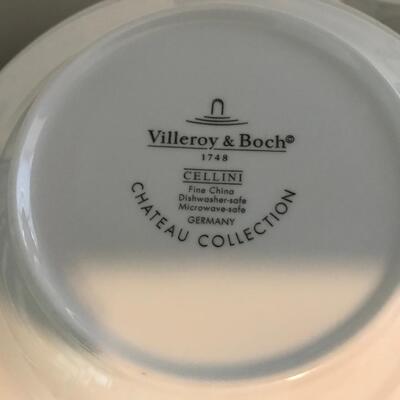 Villeroy & Boch©
1748
CELLINI
Fine China
Dishwasher-safe
Microwave-safe
GERMANY
CHATEAU COLLECTION